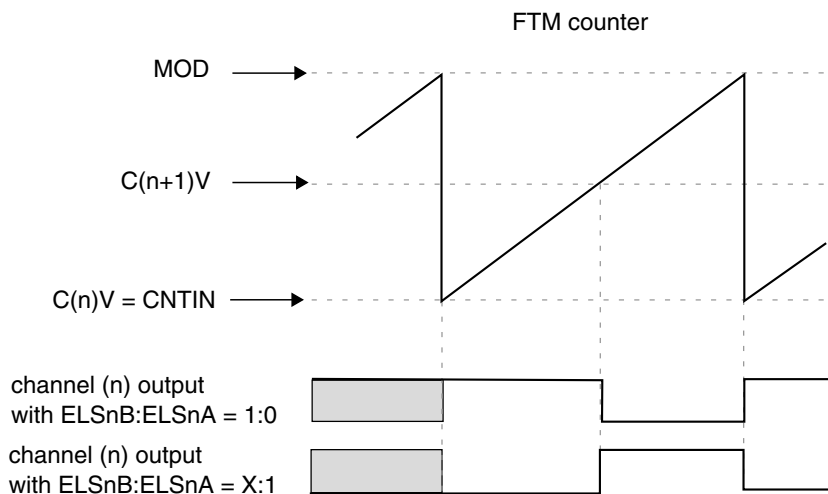 FTM counter
MOD
C(n+1)V
C(n)V = CNTIN
channel (n) output
with ELSnB:ELSnA = 1:0
channel (n) output
with ELSnB:ELSnA = X:1